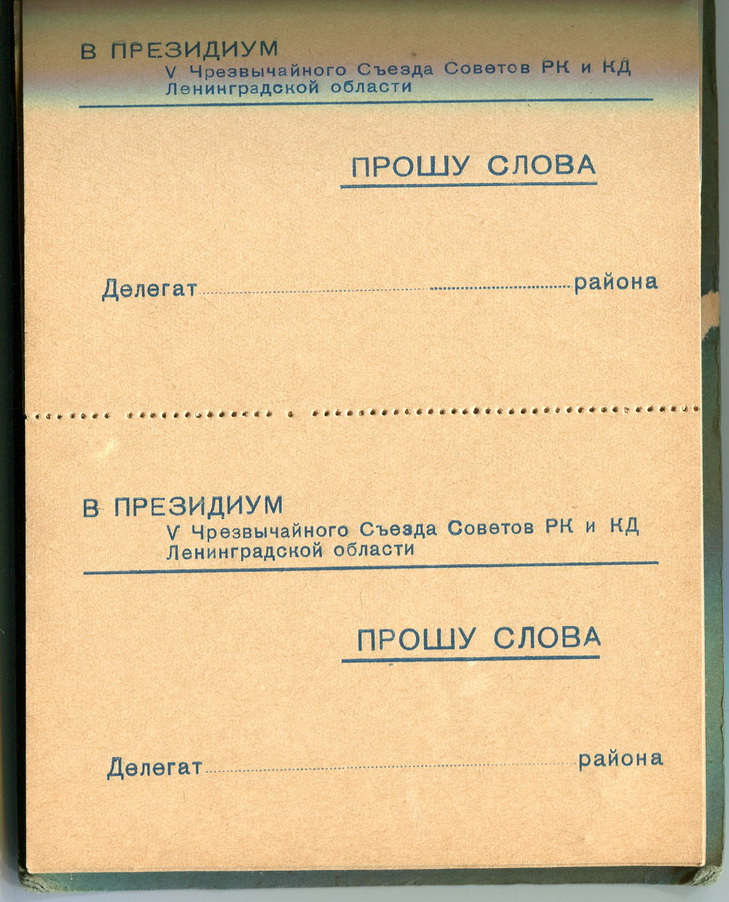 В ПРЕЗИДИУМ
V Чрезвычайного Съезда Советов РК и КД
Ленинградской области
ПРОШУ СЛОВА
Делегат района
В ПРЕЗИДИУМ
V Чрезвычайного Съезда Советов РК и КД
Ленинградской области
ПРОШУ СЛОВА
Делегат района